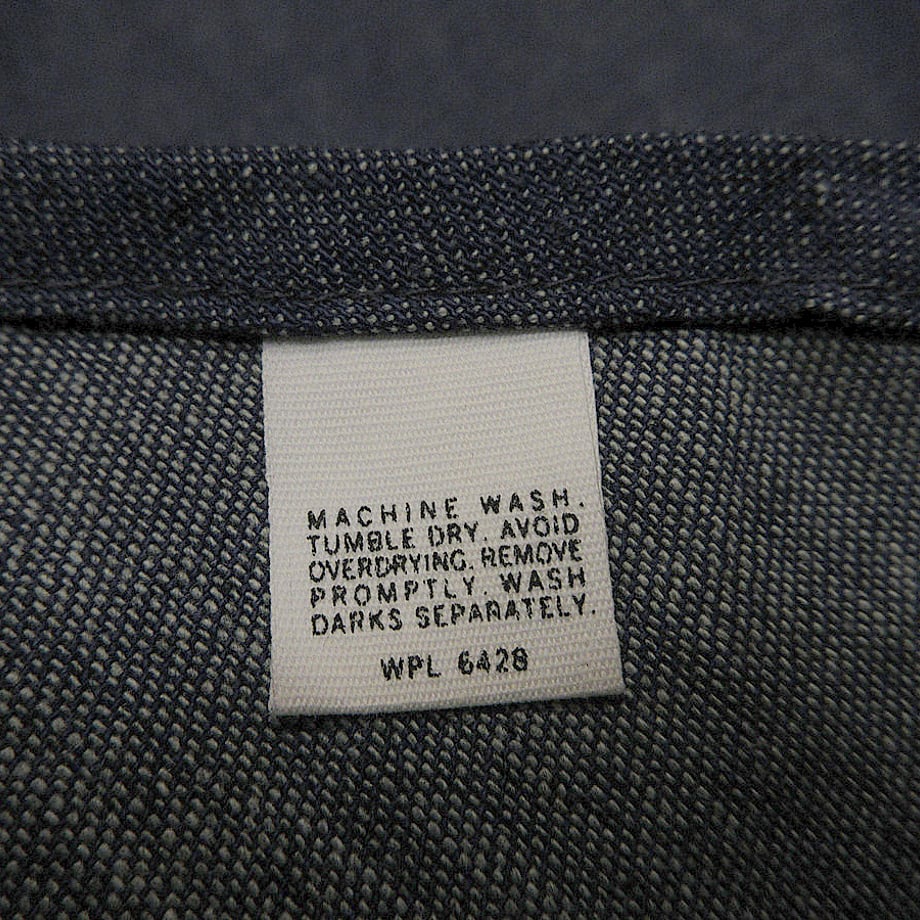 MACHINE WASH.
TUMBLE DRY. AVOID
OVERDRYING. REMOVE
PROMPTLY. WASH
DARKS SEPARATELY.
WPL 6428